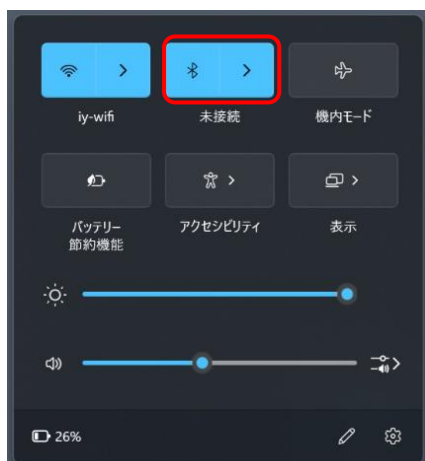 iy-wifi
未接続
機内モード
バッテリー
節約機能
アクセシビリティ
表示
26%